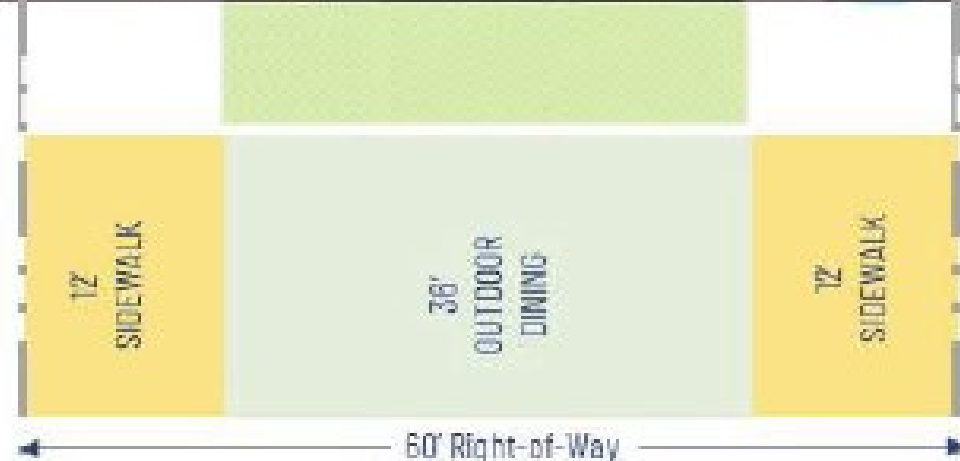 12'
SIDEWALK
36'
OUTDOOR
DINING
12'
SIDEWALK
60' Right-of-Way